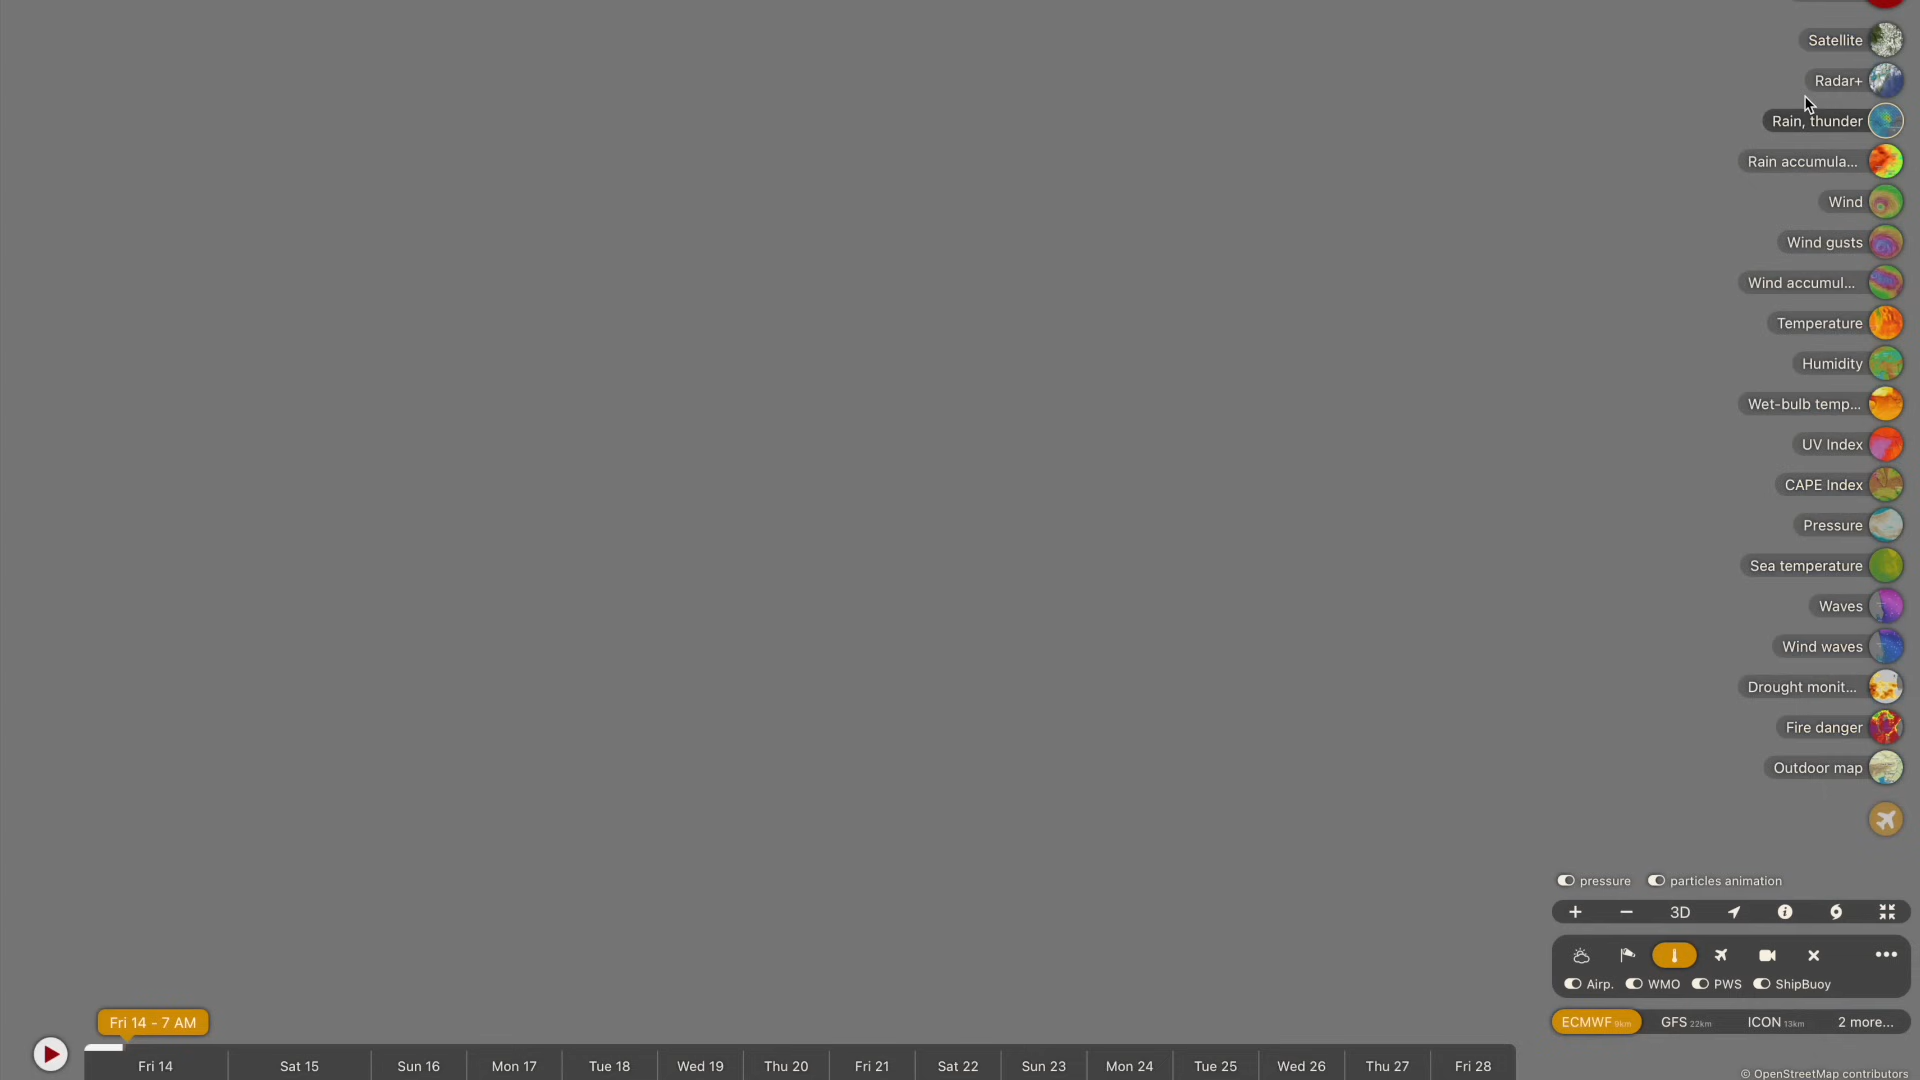 Satellite
Radar+
Rain, thunder
Rain accumula...
Wind
Wind gusts
Wind accumul...
Temperature
Humidity
Wet-bulb temp...
UV Index
CAPE Index
Pressure
Sea temperature
Waves
Wind waves
Drought monit...
Fire danger
Outdoor map
pressure particles animation
3D
Airp. WMO PWS ShipBuoy
ECMWF 9km GFS 22km ICON 13km 2 more...
Fri 14 - 7 AM
Fri 14 Sat 15 Sun 16 Mon 17 Tue 18 Wed 19 Thu 20 Fri 21 Sat 22 Sun 23 Mon 24 Tue 25 Wed 26 Thu 27 Fri 28
© OpenStreetMap contributors